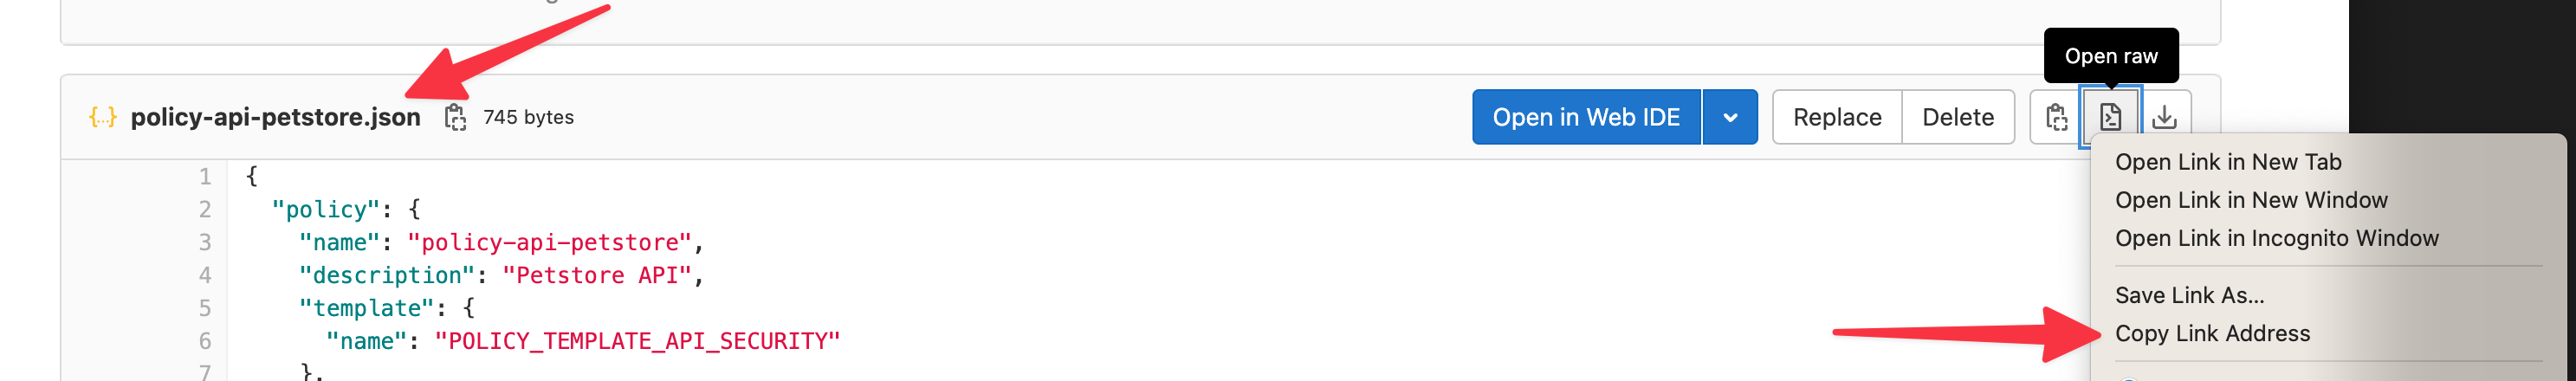 Open raw
{..} policy-api-petstore.json 745 bytes Open in Web IDE Replace Delete
1 {
2 "policy": {
3 "name": "policy-api-petstore",
4 "description": "Petstore API",
5 "template": {
6 "name": "POLICY_TEMPLATE_API_SECURITY"
7 },
Open Link in New Tab
Open Link in New Window
Open Link in Incognito Window
Save Link As...
Copy Link Address